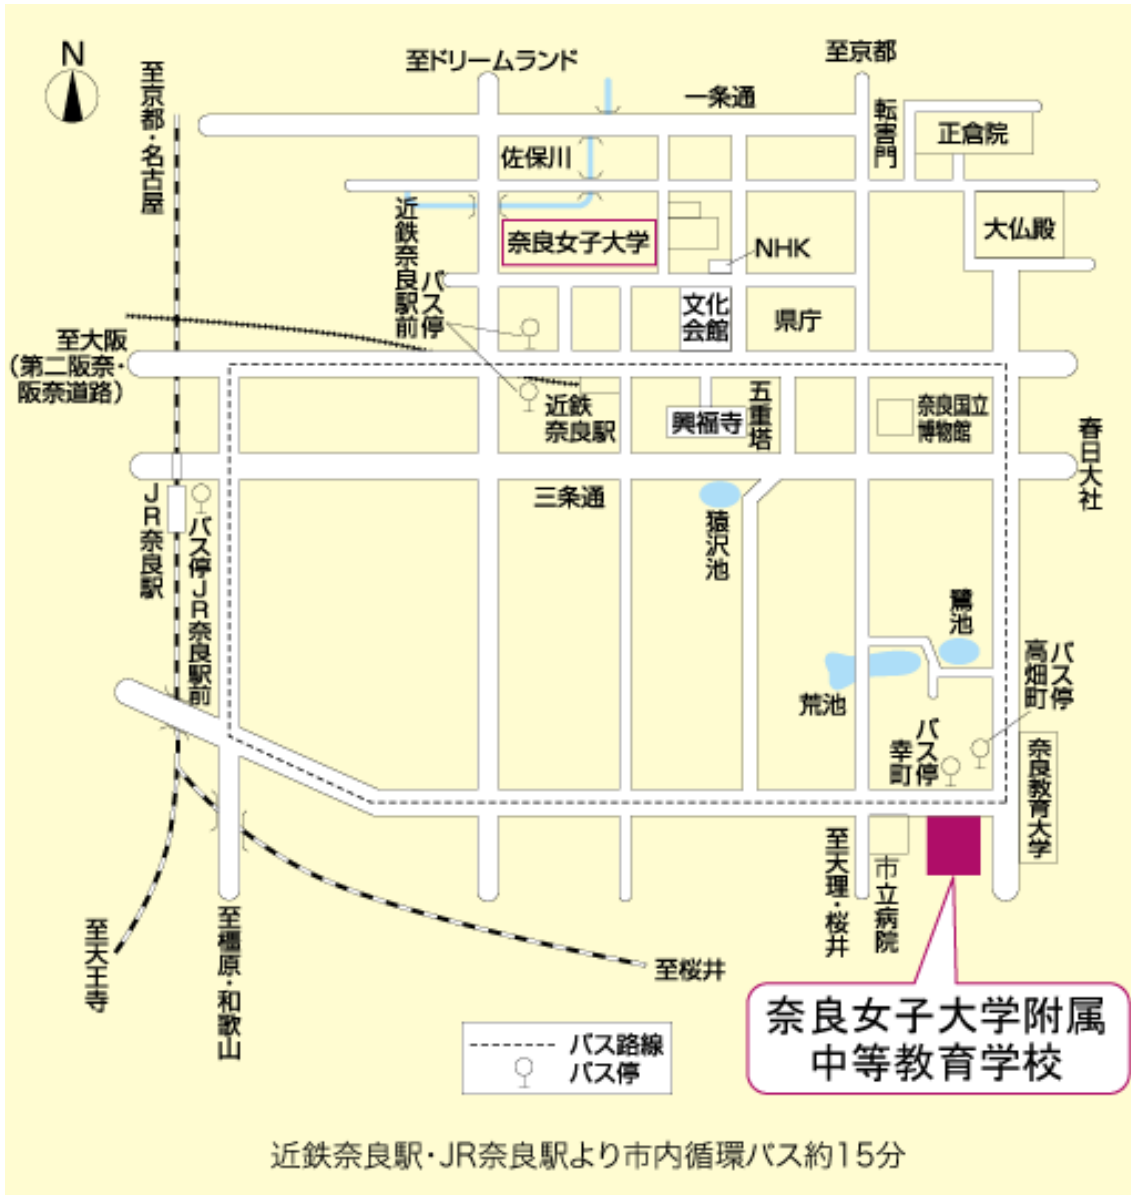 N
至ドリームランド
至京都
至京都・名古屋
一条通
転害門
正倉院
佐保川
近鉄奈良駅前
バス停
奈良女子大学
NHK
大仏殿
文化
会館
県庁
至大阪
(第二阪奈・
阪奈道路)
近鉄
奈良駅
興福寺
五重塔
奈良国立
博物館
春日大社
三条通
JR奈良駅
バス停JR奈良駅前
猿沢池
鷺池
荒池
バス停
高畑町
バス停
幸町
奈良教育大学
至天理・桜井
市立病院
至天王寺
至橿原・和歌山
至桜井
奈良女子大学附属
中等教育学校
バス路線
バス停
近鉄奈良駅・JR奈良駅より市内循環バス約15分